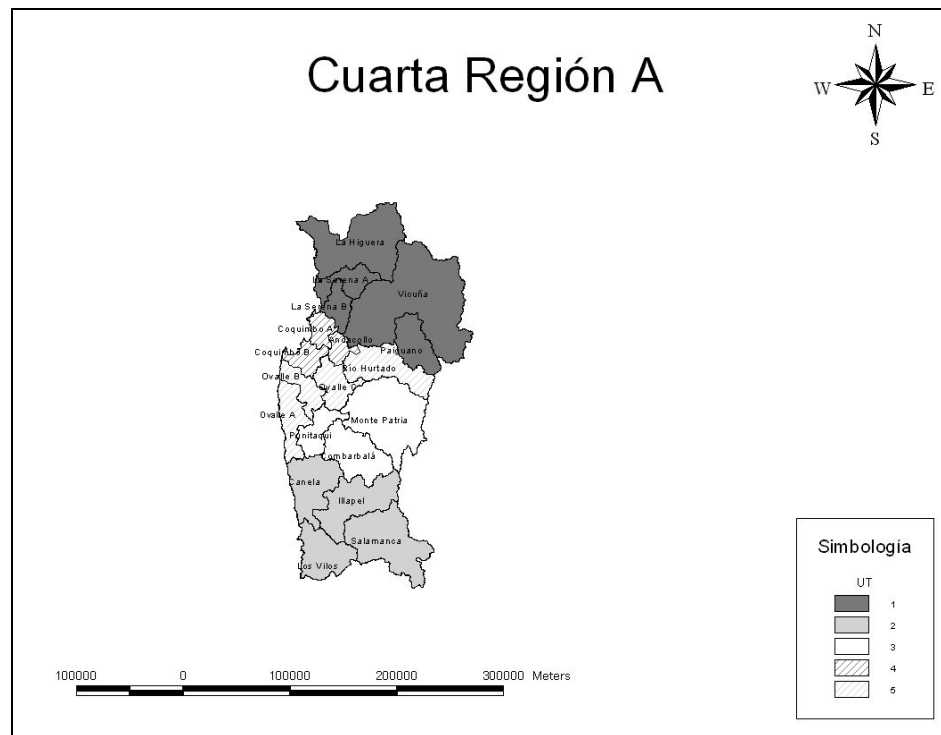 Cuarta Región A
N
W E
S
La Higuera
La Serena A
Vicuña
La Serena B
Coquimbo A
Andacollo
Coquimbo B
Paiguano
Río Hurtado
Ovalle B
Ovalle C
Ovalle A
Monte Patria
Punitaqui
Combarbalá
Canela
Illapel
Salamanca
Los Vilos
Simbología
UT
1
2
3
4
5
100000 0 100000 200000 300000 Meters